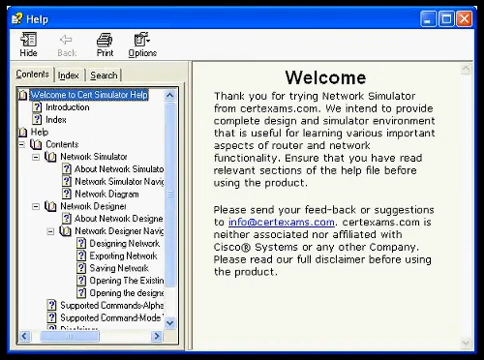 Help
Hide
Back
Print
Options
Contents
Index
Search
Welcome to Cert Simulator Help
Introduction
Index
Help
Contents
Network Simulator
About Network Simulato
Network Simulator Navig
Network Diagram
Network Designer
About Network Designe
Network Designer Navig
Designing Network
Exporting Network
Saving Network
Opening The Existin
Opening the designe
Supported Commands-Alpha
Supported Command-Mode
Disclaimer
Welcome
Thank you for trying Network Simulator
from certexams.com. We intend to provide
complete design and simulator environment
that is useful for learning various important
aspects of router and network
functionality. Ensure that you have read
relevant sections of the help file before
using the product.
Please send your feed-back or suggestions
to info@certexams.com. certexams.com is
neither associated nor affiliated with
Cisco® Systems or any other Company.
Please read our full disclaimer before using
the product.